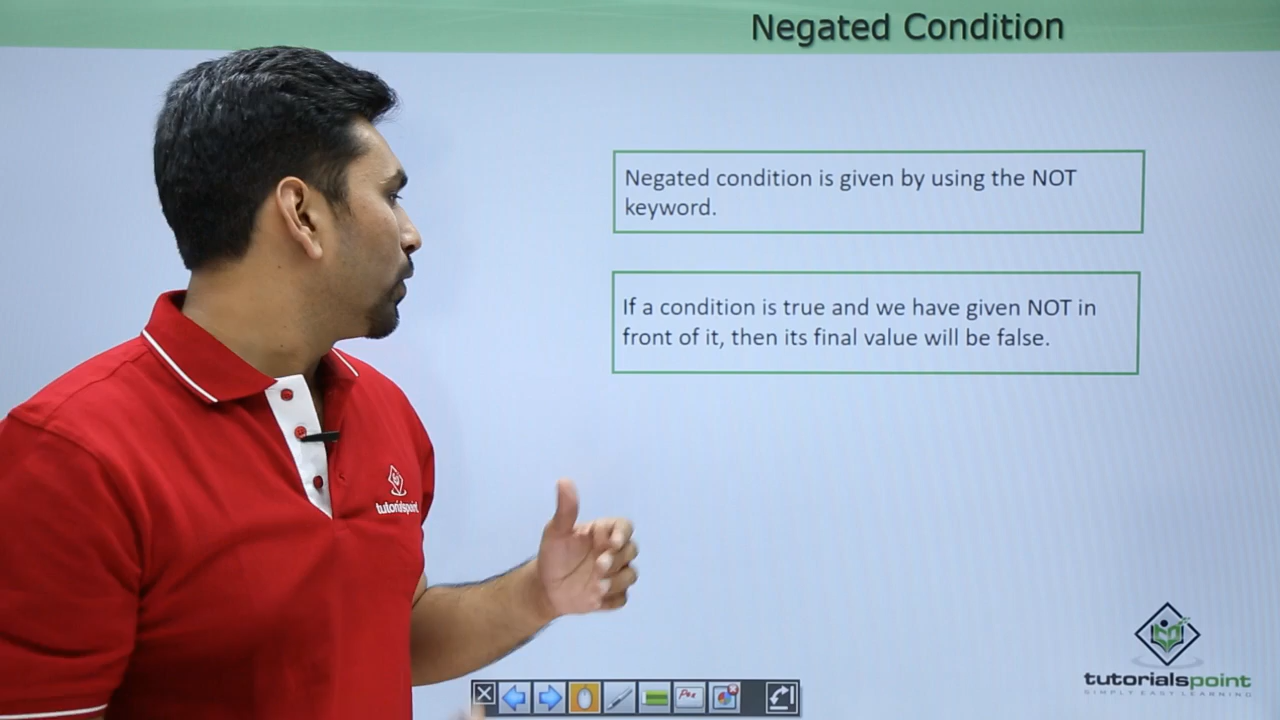 Negated Condition
Negated condition is given by using the NOT
keyword.
If a condition is true and we have given NOT in
front of it, then its final value will be false.
tutorialspoint
tutorialspoint
SIMPLY EASY LEARNING